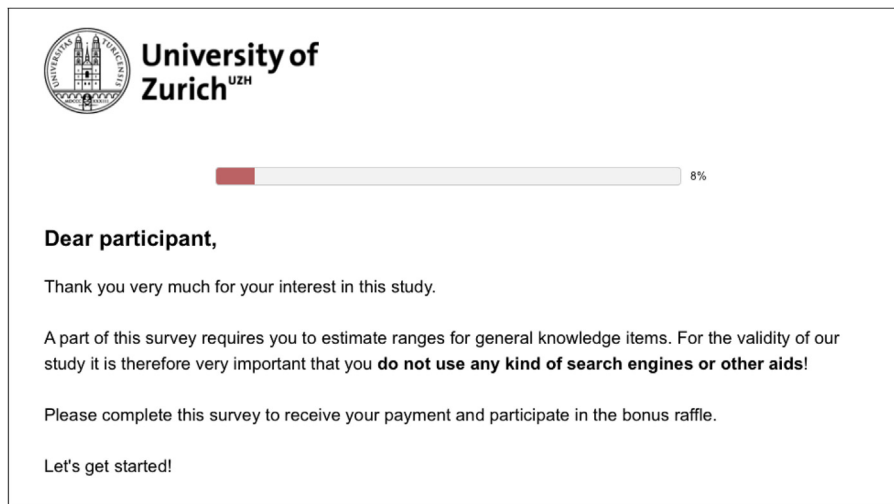 UNIVERSITAS TURICENSIS
University of
Zurich UZH
8%
Dear participant,
Thank you very much for your interest in this study.
A part of this survey requires you to estimate ranges for general knowledge items. For the validity of our
study it is therefore very important that you do not use any kind of search engines or other aids!
Please complete this survey to receive your payment and participate in the bonus raffle.
Let's get started!